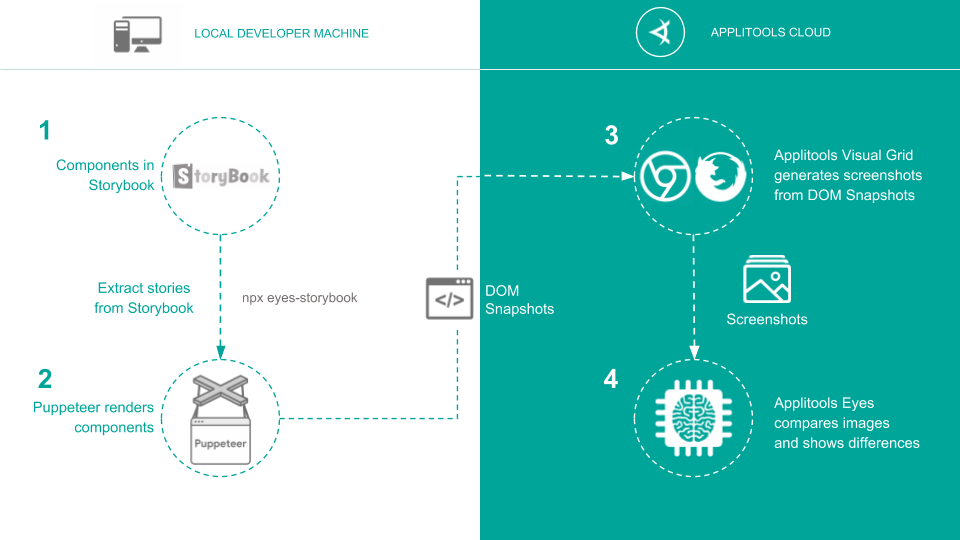 LOCAL DEVELOPER MACHINE
APPLITOOLS CLOUD
1
Components in
Storybook
StoryBook
Extract stories
from Storybook
npx eyes-storybook
2
Puppeteer renders
components
Puppeteer
</>
DOM
Snapshots
3
Applitools Visual Grid
generates screenshots
from DOM Snapshots
Screenshots
4
Applitools Eyes
compares images
and shows differences